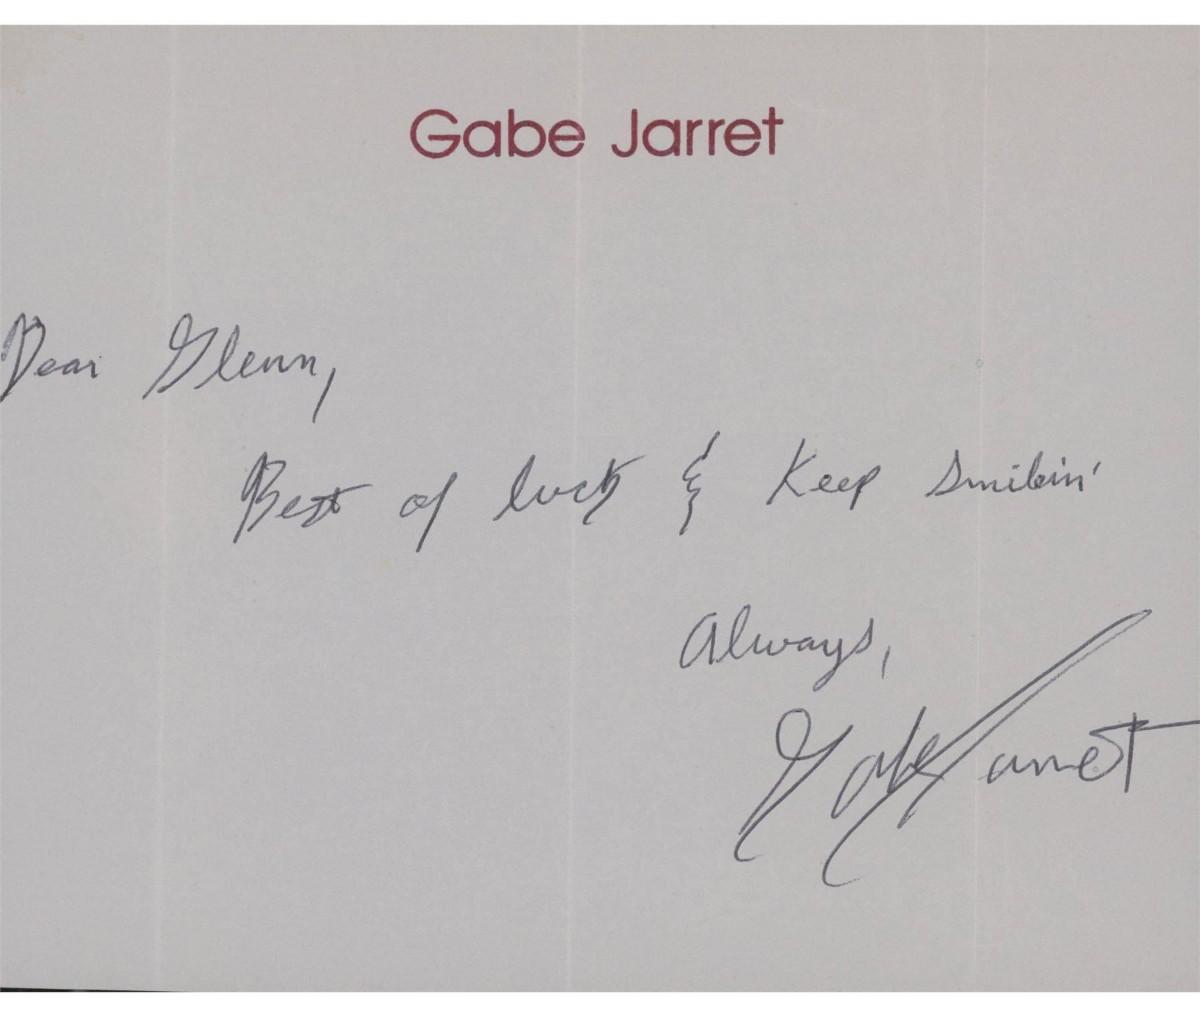 Gabe Jarret
Dear Glenn,
Best of luck & Keep Smilin'
Always,
Gabe Jarret